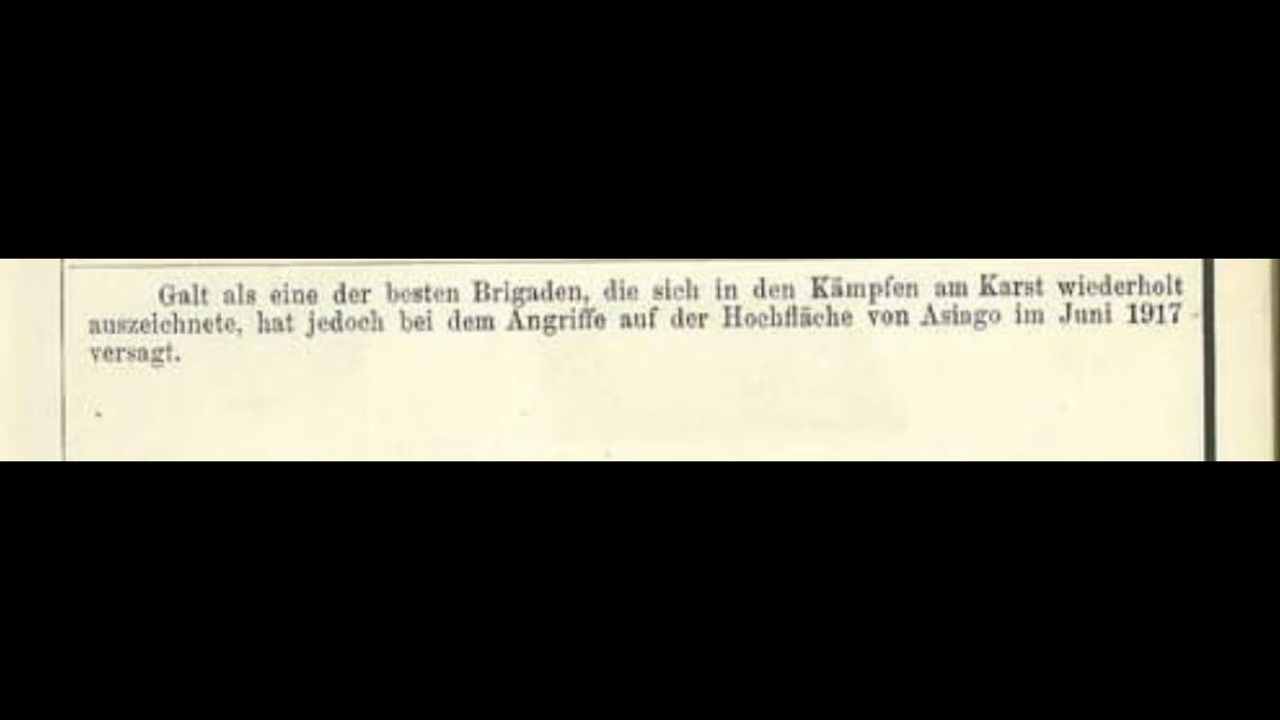 Galt als eine der besten Brigaden, die sich in den Kämpfen am Karst wiederholt
auszeichnete, hat jedoch bei dem Angriffe auf der Hochfläche von Asiago im Juni 1917
versagt.